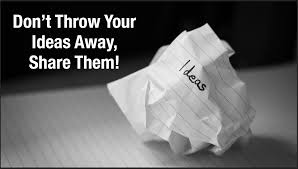 Don't Throw Your
Ideas Away,
Share Them!
Ideas